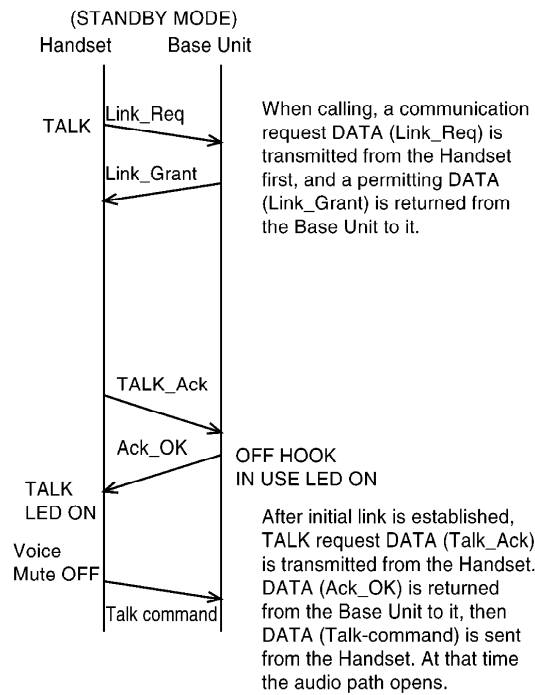 (STANDBY MODE)
Handset Base Unit
Link_Req
TALK
Link_Grant
When calling, a communication
request DATA (Link_Req) is
transmitted from the Handset
first, and a permitting DATA
(Link_Grant) is returned from
the Base Unit to it.
TALK_Ack
Ack_OK
OFF HOOK
IN USE LED ON
TALK
LED ON
Voice
Mute OFF
Talk command
After initial link is established,
TALK request DATA (Talk_Ack)
is transmitted from the Handset.
DATA (Ack_OK) is returned
from the Base Unit to it, then
DATA (Talk-command) is sent
from the Handset. At that time
the audio path opens.